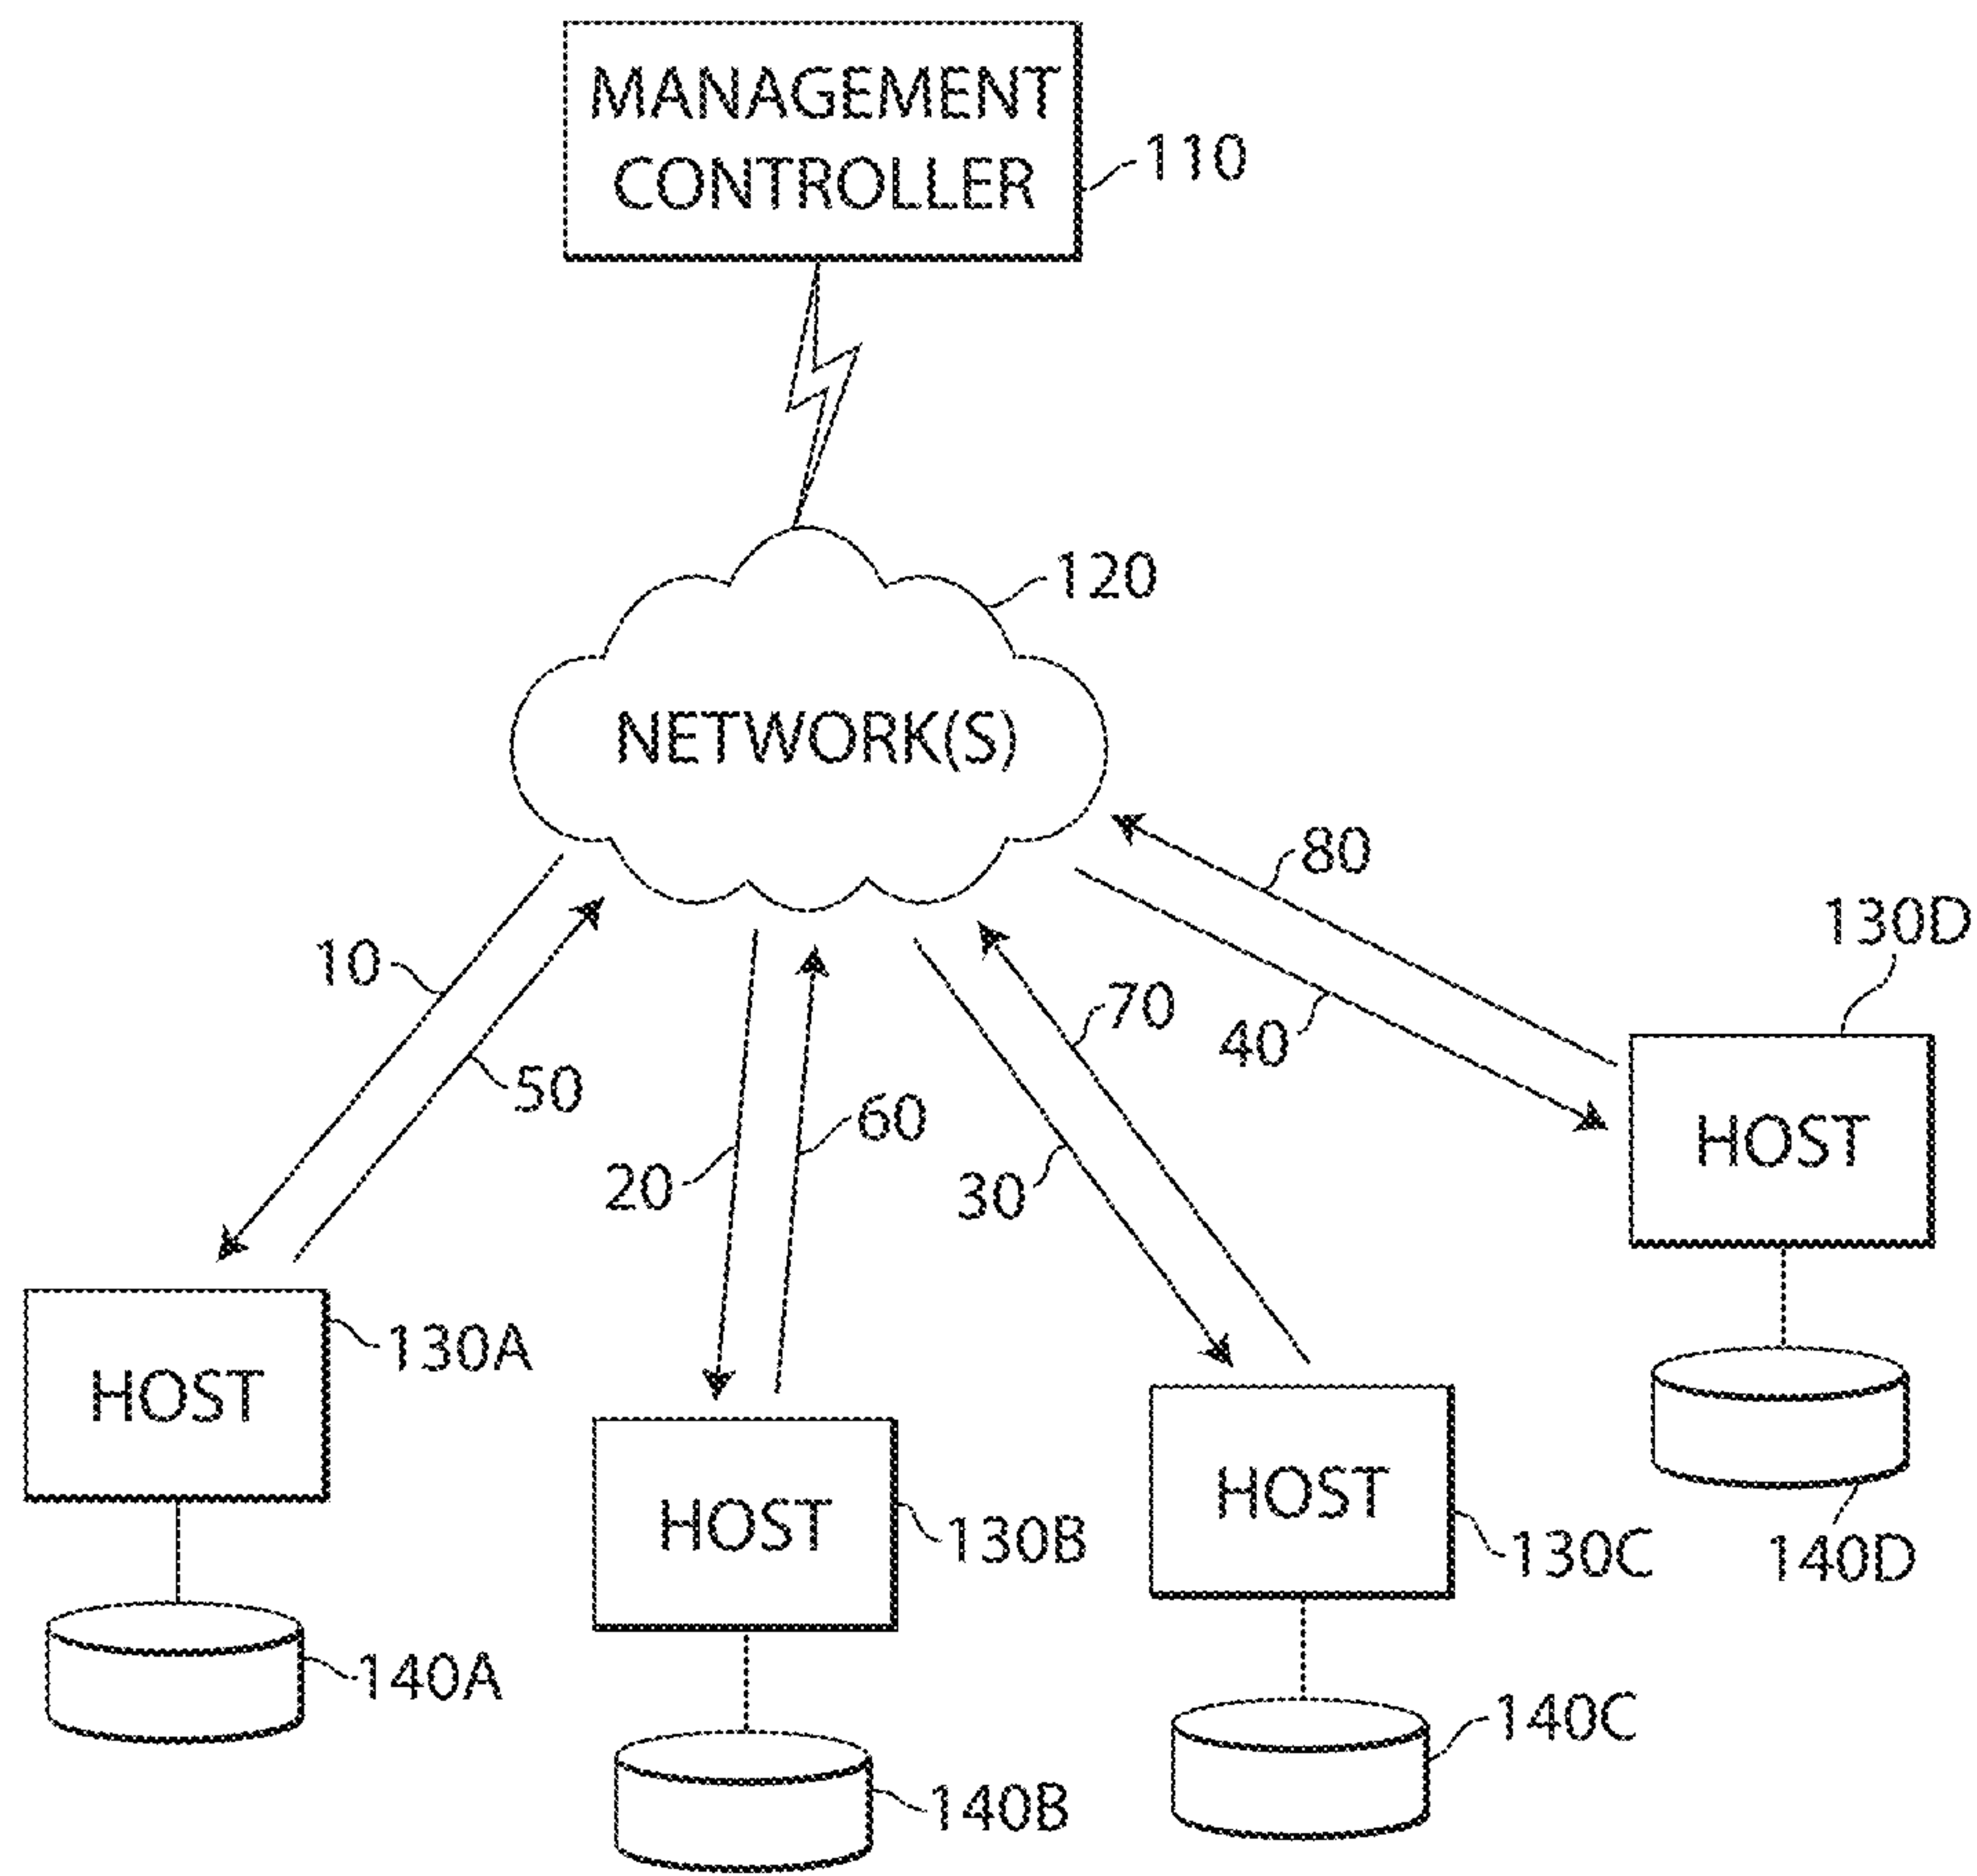 MANAGEMENT
CONTROLLER
110
120
NETWORK(S)
80
130D
10
70
40
50
60
20
30
HOST
130A
HOST
130B
HOST
130C
HOST
140D
140A
140C
140B